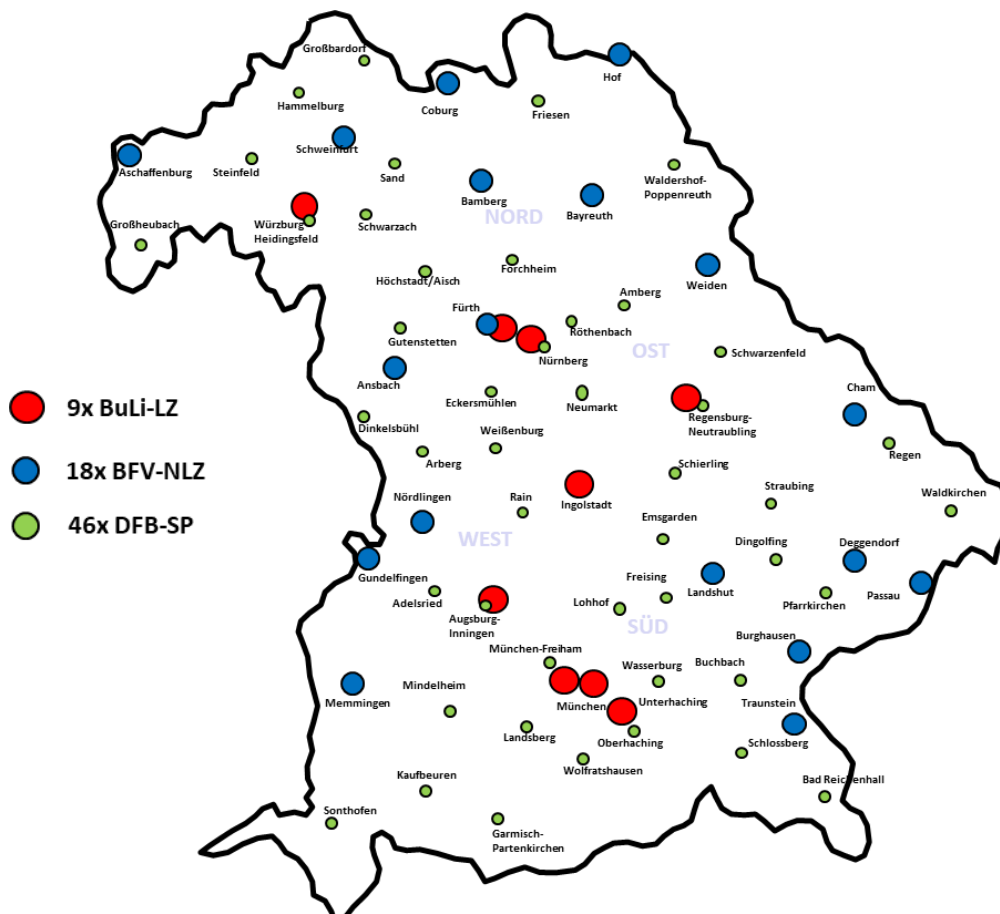 Großbardorf
Hof
Hammelburg
Coburg
Friesen
Schweinfurt
Aschaffenburg
Steinfeld
Sand
Waldershof-
Poppenreuth
Bamberg
Bayreuth
NORD
Großheubach
Würzburg
Heidingsfeld
Schwarzach
Höchstadt/Aisch
Forchheim
Weiden
Amberg
Fürth
Röthenbach
Gutenstetten
Nürnberg
OST
Schwarzenfeld
Ansbach
Cham
Eckersmühlen
Neumarkt
9x BuLi-LZ
Dinkelsbühl
Regensburg-
Neutraubling
Weißenburg
Regen
Arberg
18x BFV-NLZ
Schierling
Straubing
Waldkirchen
Nördlingen
Rain
Ingolstadt
46x DFB-SP
Emsgarden
WEST
Dingolfing
Deggendorf
Gundelfingen
Freising
Landshut
Adelsried
Lohhof
Pfarrkirchen
Passau
Augsburg-
Inningen
SÜD
Burghausen
München-Freiham
Wasserburg
Buchbach
Mindelheim
Memmingen
München
Unterhaching
Traunstein
Landsberg
Oberhaching
Schlossberg
Wolfratshausen
Kaufbeuren
Bad Reichenhall
Sonthofen
Garmisch-
Partenkirchen